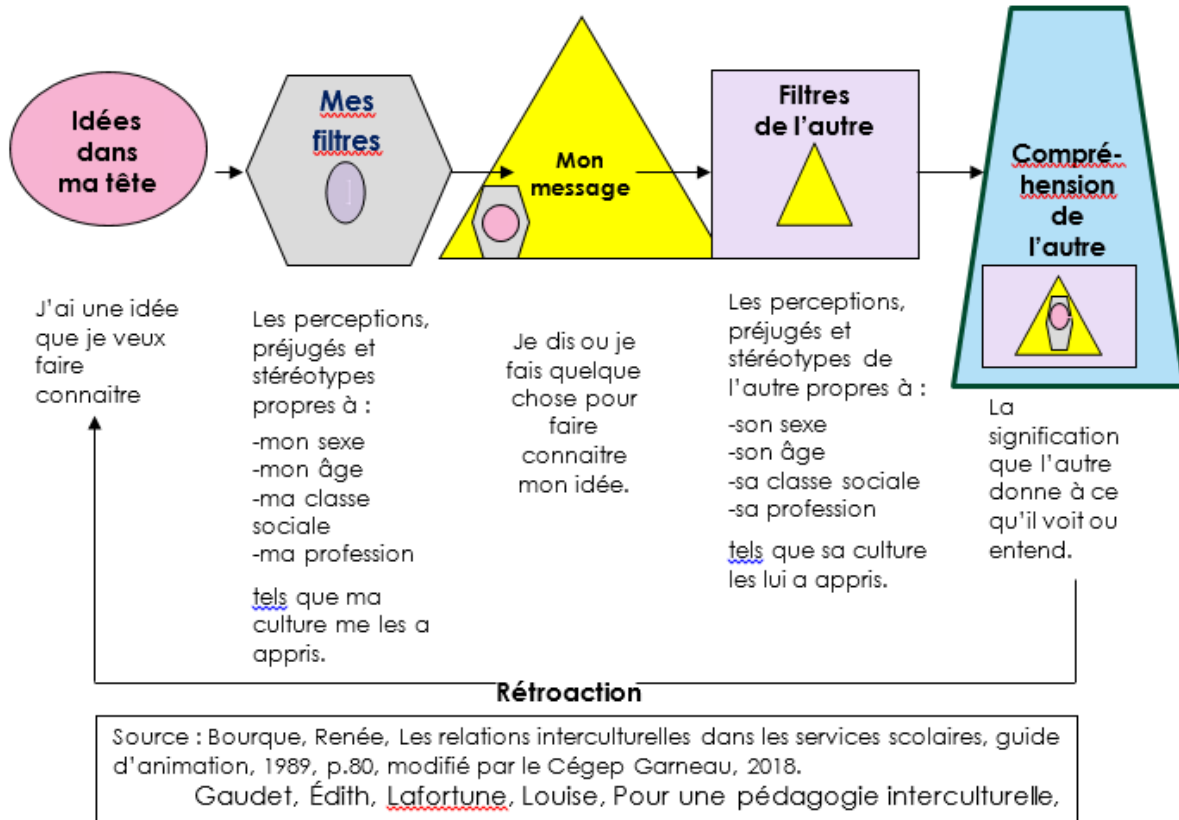 Idées
dans
ma tête
Mes
filtres
Mon
message
Filtres
de l'autre
Compré-
hension
de
l'autre
J'ai une idée
que je veux
faire
connaitre
Les perceptions,
préjugés et
stéréotypes
propres à :
-mon sexe
-mon âge
-ma classe
sociale
-ma profession
tels que ma
culture me les a
appris.
Je dis ou je
fais quelque
chose pour
faire
connaitre
mon idée.
Les perceptions,
préjugés et
stéréotypes de
l'autre propres à :
-son sexe
-son âge
-sa classe sociale
-sa profession
tels que sa culture
les lui a appris.
La
signification
que l'autre
donne à ce
qu'il voit ou
entend.
Rétroaction
Source : Bourque, Renée, Les relations interculturelles dans les services scolaires, guide
d'animation, 1989, p.80, modifié par le Cégep Garneau, 2018.
Gaudet, Édith, Lafortune, Louise, Pour une pédagogie interculturelle,